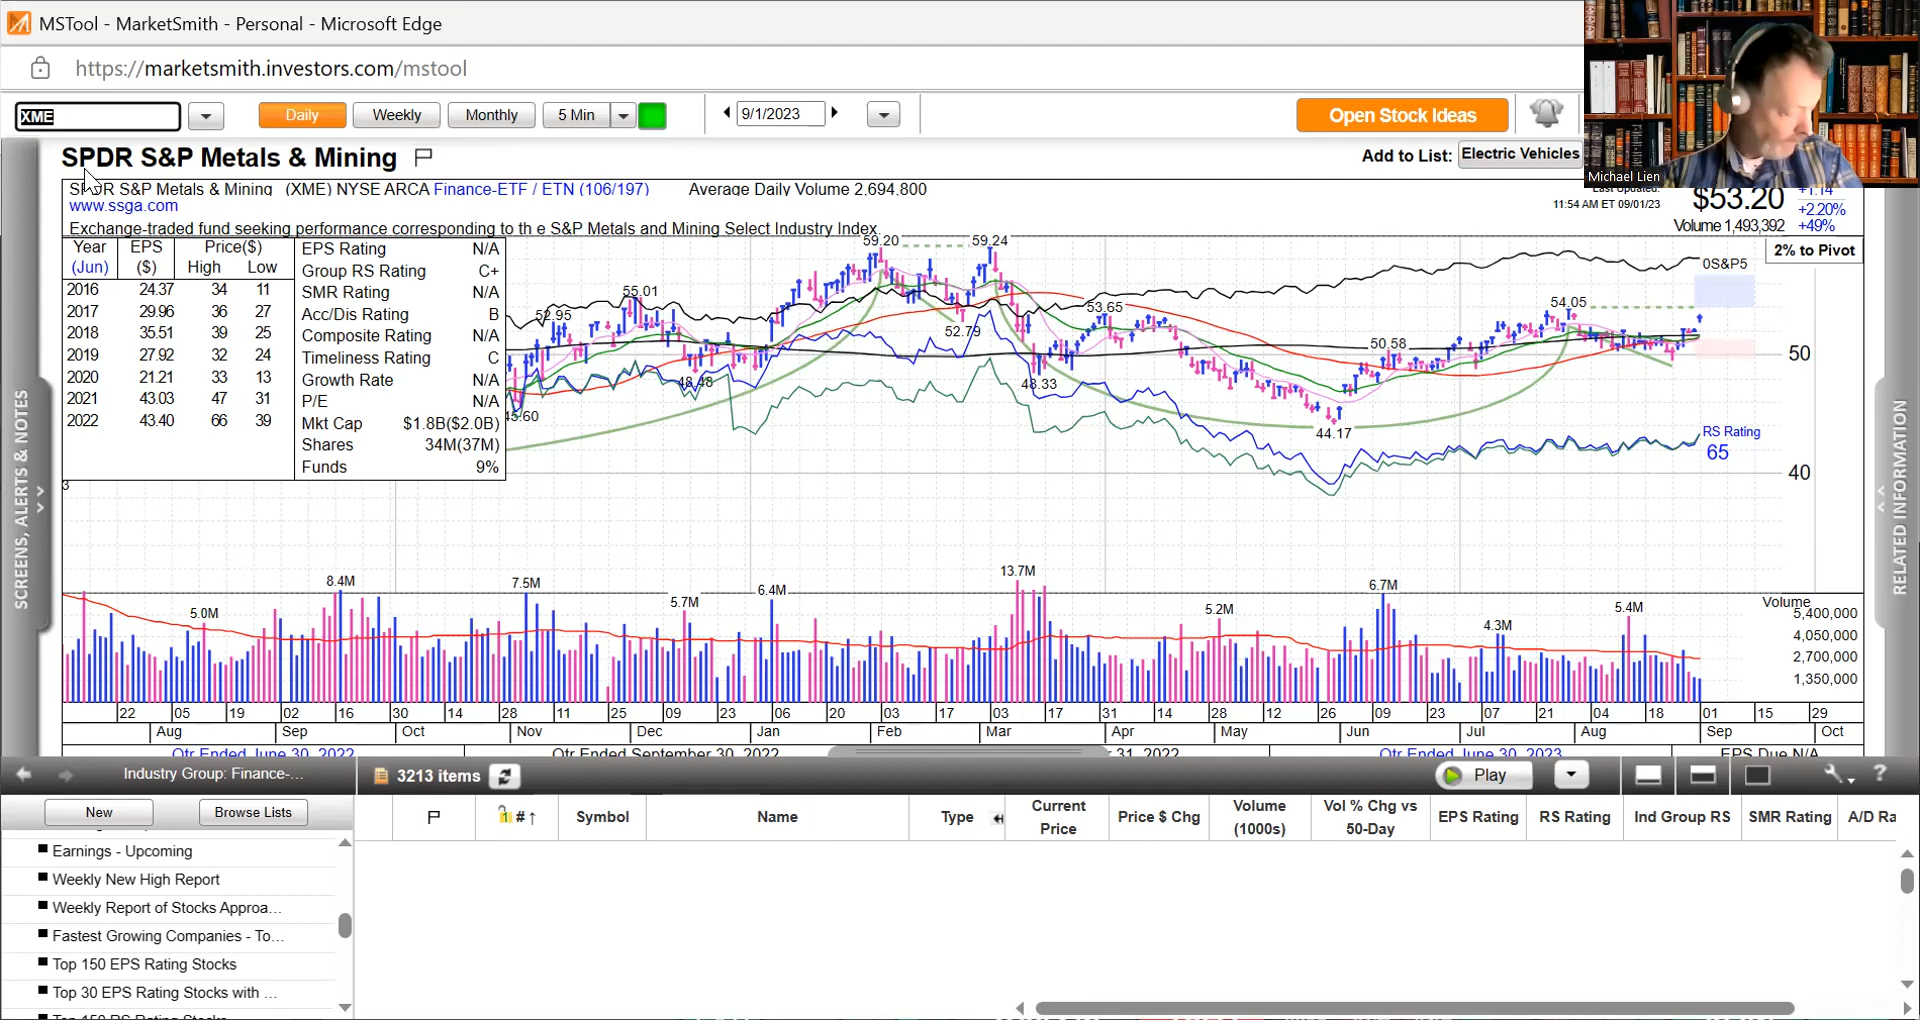 MSTool - MarketSmith - Personal - Microsoft Edge
https://marketsmith.investors.com/mstool
XME
Daily
Weekly
Monthly
5 Min
9/1/2023
Open Stock Ideas
SPDR S&P Metals & Mining
Add to List:
Electric Vehicles
Michael Lien
SPDR S&P Metals & Mining (XME) NYSE ARCA Finance-ETF / ETN (106/197) Average Daily Volume 2,694,800
www.ssga.com
Exchange-traded fund seeking performance corresponding to th e S&P Metals and Mining Select Industry Index.
Last Updated:
11:54 AM ET 09/01/23
$53.20
+1.14
+2.20%
Volume 1,493,392 +49%
2% to Pivot
Year EPS Price($)
(Jun) ($) High Low
2016 24.37 34 11
2017 29.96 36 27
2018 35.51 39 25
2019 27.92 32 24
2020 21.21 33 13
2021 43.03 47 31
2022 43.40 66 39
EPS Rating N/A
Group RS Rating C+
SMR Rating N/A
Acc/Dis Rating B
Composite Rating N/A
Timeliness Rating C
Growth Rate N/A
P/E N/A
Mkt Cap $1.8B($2.0B)
Shares 34M(37M)
Funds 9%
3
59.20
59.24
55.01
52.95
52.79
53.65
54.05
50.58
48.48
48.33
45.60
44.17
0S&P5
50
40
RS Rating
65
8.4M
5.0M
7.5M
5.7M
6.4M
13.7M
5.2M
6.7M
4.3M
5.4M
Volume
5,400,000
4,050,000
2,700,000
1,350,000
22 05 19 02 16 30 14 28 11 25 09 23 06 20 03 17 03 17 31 14 28 12 26 09 23 07 21 04 18 01 15 29
Aug Sep Oct Nov Dec Jan Feb Mar Apr May Jun Jul Aug Sep Oct
Qtr Ended June 30, 2022
Qtr Ended September 30, 2022
31, 2022
Qtr Ended June 30, 2023
EPS Due N/A
SCREENS, ALERTS & NOTES
RELATED INFORMATION
Industry Group: Finance-...
3213 items
Play
?
New
Browse Lists
# ↑
Symbol
Name
Type
Current Price
Price $ Chg
Volume (1000s)
Vol % Chg vs 50-Day
EPS Rating
RS Rating
Ind Group RS
SMR Rating
A/D Ra
Earnings - Upcoming
Weekly New High Report
Weekly Report of Stocks Approa...
Fastest Growing Companies - To...
Top 150 EPS Rating Stocks
Top 30 EPS Rating Stocks with ...
Top 150 RS Rating Stocks